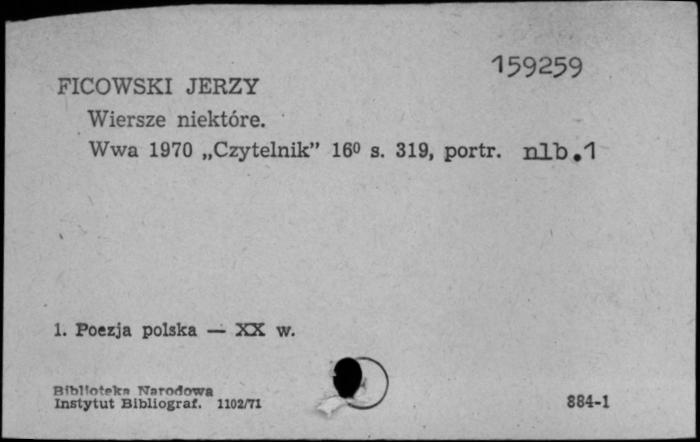 159259
FICOWSKI JERZY
Wiersze niektóre.
Wwa 1970 „Czytelnik” 16⁰ s. 319, portr. nlb.1
1. Poezja polska — XX w.
Biblioteka Narodowa
Instytut Bibliograf. 1102/71
884-1